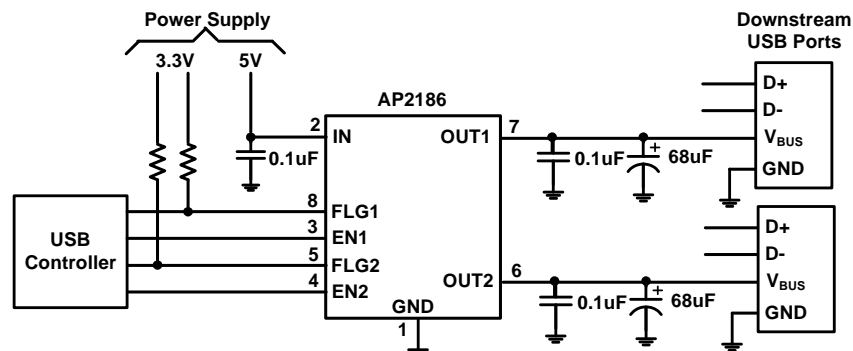 Power Supply
3.3V 5V
Downstream
USB Ports
AP2186
D+
D-
VBUS
GND
2 IN
OUT1 7
0.1uF
0.1uF
+
68uF
USB
Controller
8 FLG1
3 EN1
5 FLG2
4 EN2
OUT2 6
GND
1
0.1uF
+
68uF
D+
D-
VBUS
GND